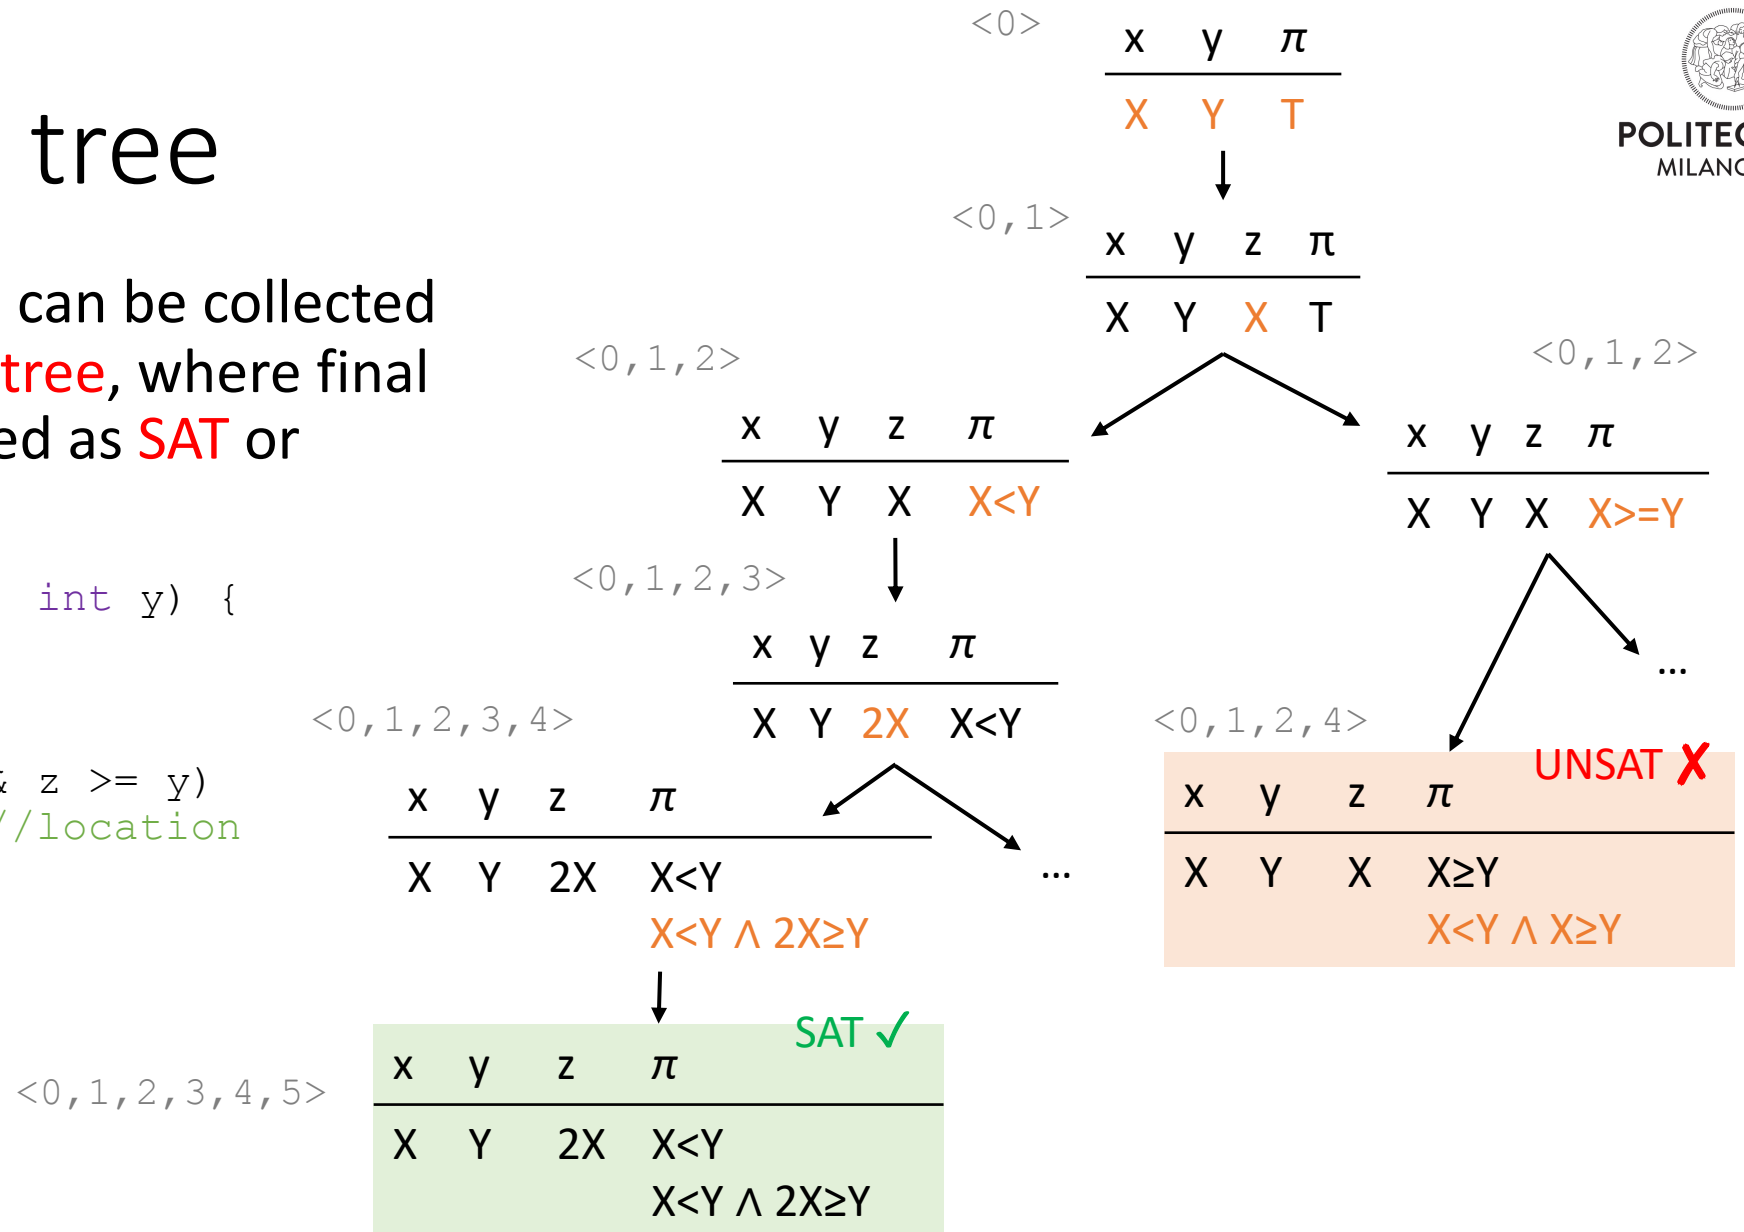 tree
can be collected
tree, where final
ed as SAT or
int y) {
z >= y)
//location
<0>
x y π
X Y T
<0,1>
x y z π
X Y X T
<0,1,2>
x y z π
X Y X X<Y
<0,1,2>
x y z π
X Y X X>=Y
<0,1,2,3>
x y z π
X Y 2X X<Y
...
<0,1,2,3,4>
x y z π
X Y 2X X<Y
X<Y ∧ 2X≥Y
...
<0,1,2,4>
UNSAT ✗
x y z π
X Y X X≥Y
X<Y ∧ X≥Y
<0,1,2,3,4,5>
SAT ✓
x y z π
X Y 2X X<Y
X<Y ∧ 2X≥Y
POLITEC
MILANO